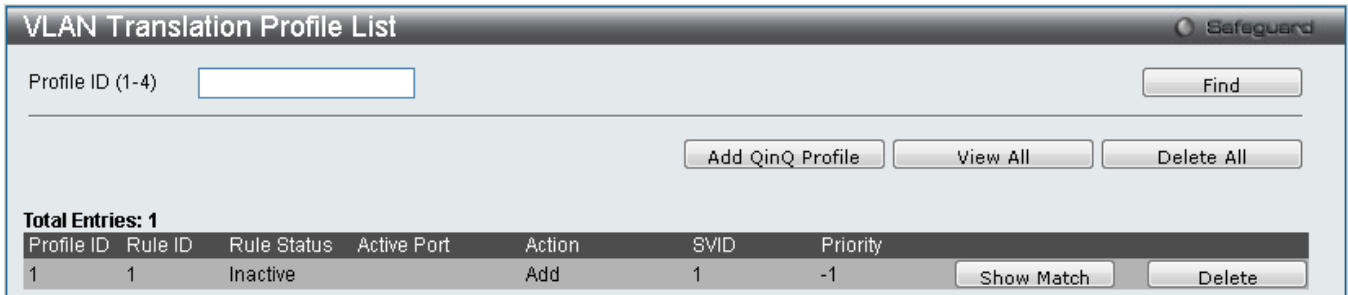 VLAN Translation Profile List Safeguard
Profile ID (1-4) Find
Add QinQ Profile View All Delete All
Total Entries: 1
Profile ID Rule ID Rule Status Active Port Action SVID Priority
1 1 Inactive Add 1 -1 Show Match Delete